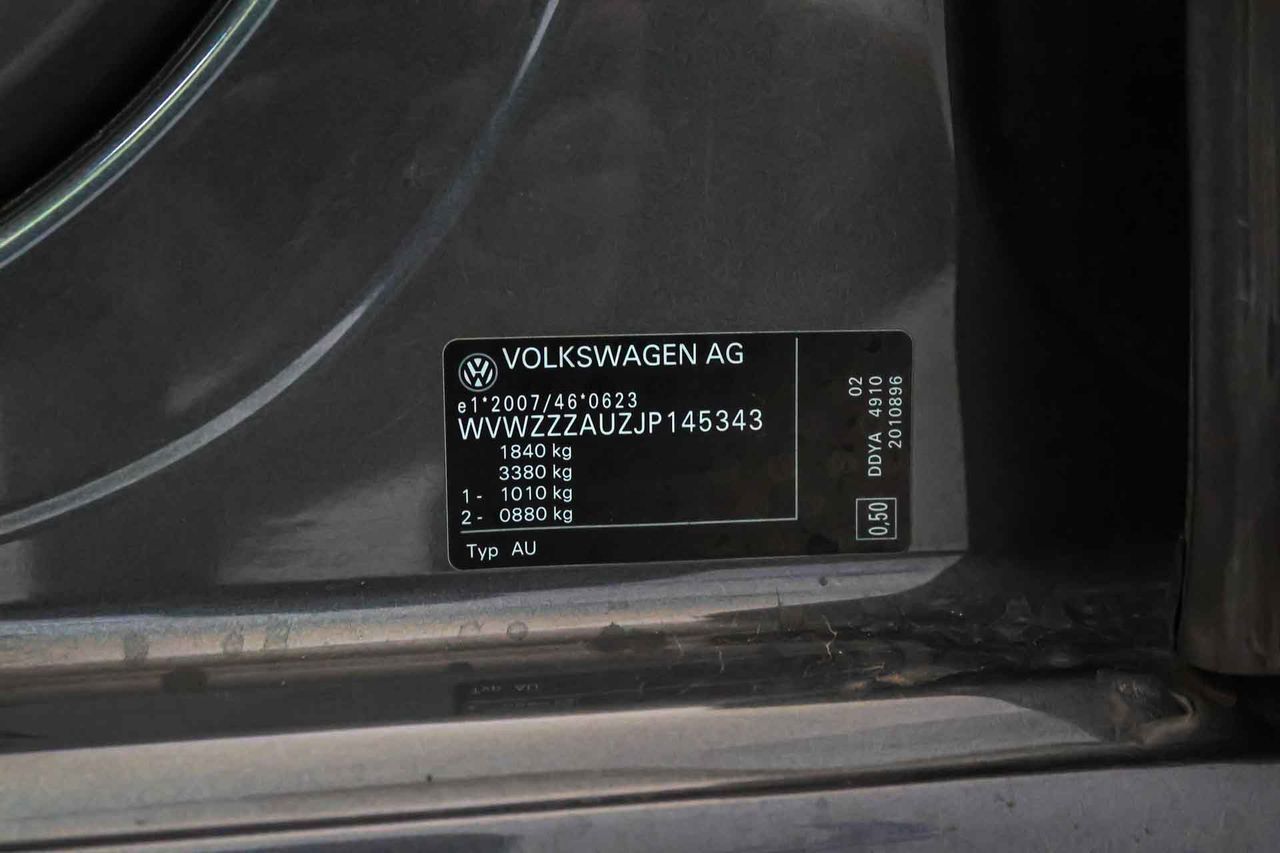 VOLKSWAGEN AG
e1*2007/46*0623
WVWZZZAUZJP145343
1840 kg
3380 kg
1- 1010 kg
2- 0880 kg
Typ AU
02
DDYA 4910
2010896
0,50